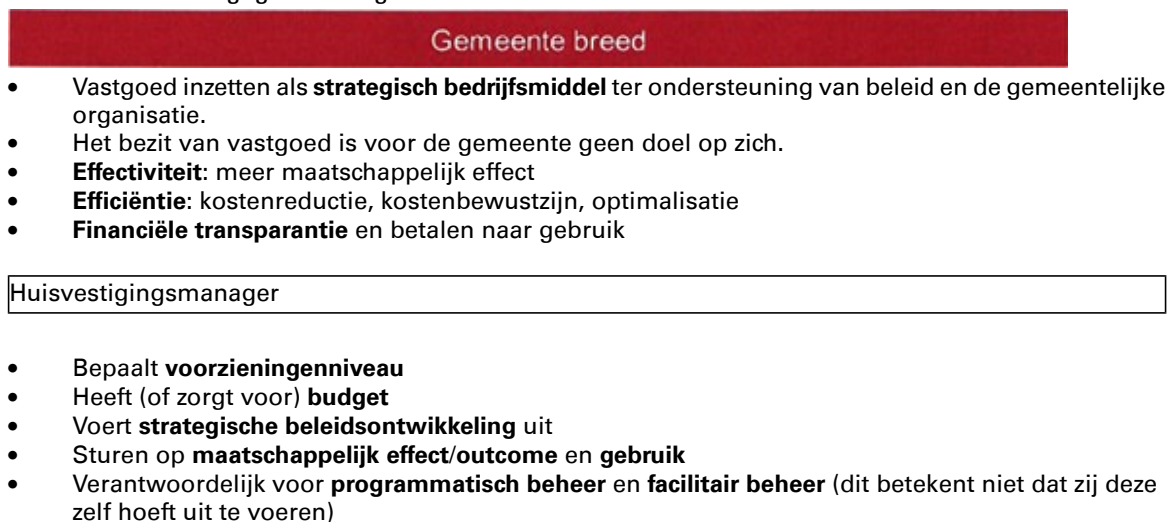 Gemeente breed
• Vastgoed inzetten als strategisch bedrijfsmiddel ter ondersteuning van beleid en de gemeentelijke
organisatie.
• Het bezit van vastgoed is voor de gemeente geen doel op zich.
• Effectiviteit: meer maatschappelijk effect
• Efficiëntie: kostenreductie, kostenbewustzijn, optimalisatie
• Financiële transparantie en betalen naar gebruik
Huisvestigingsmanager
• Bepaalt voorzieningenniveau
• Heeft (of zorgt voor) budget
• Voert strategische beleidsontwikkeling uit
• Sturen op maatschappelijk effect/outcome en gebruik
• Verantwoordelijk voor programmatisch beheer en facilitair beheer (dit betekent niet dat zij deze
zelf hoeft uit te voeren)